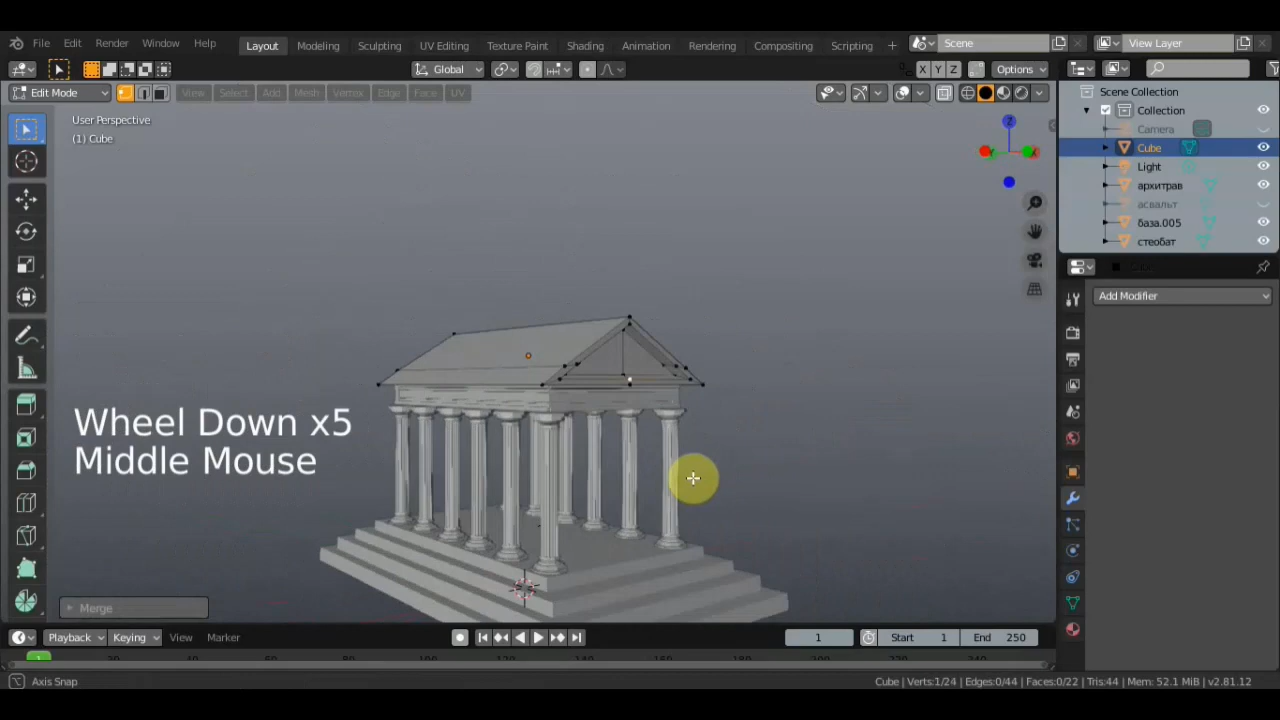 File Edit Render Window Help Layout Modeling Sculpting UV Editing Texture Paint Shading Animation Rendering Compositing Scripting + Scene View Layer
Global X Y Z Options
Edit Mode View Select Add Mesh Vertex Edge Face UV
Scene Collection
Collection
Camera
Cube
Light
архитрав
асвальт
база.005
стеобат
User Perspective
(1) Cube
Z
Add Modifier
Wheel Down x5
Middle Mouse
Merge
Playback Keying View Marker 1 Start 1 End 250
1
Axis Snap Cube | Verts:1/24 | Edges:0/44 | Faces:0/22 | Tris:44 | Mem: 52.1 MiB | v2.81.12